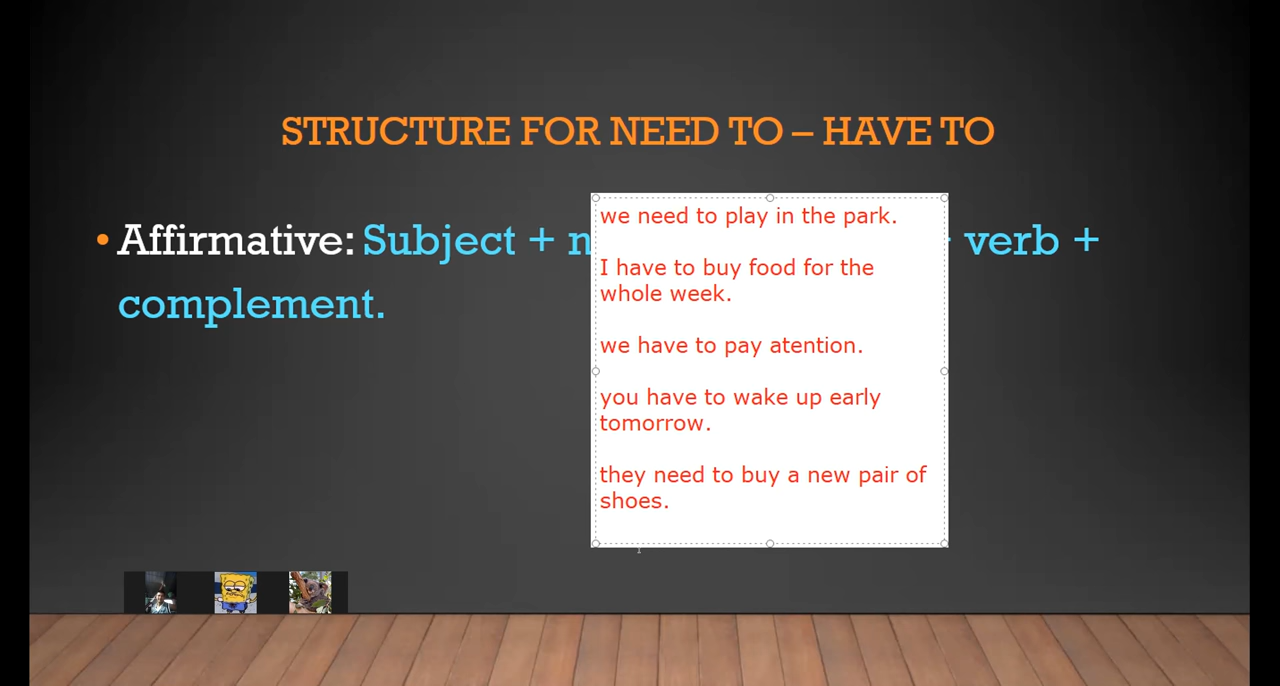 STRUCTURE FOR NEED TO – HAVE TO
• Affirmative: Subject + n verb +
complement.
we need to play in the park.
I have to buy food for the
whole week.
we have to pay atention.
you have to wake up early
tomorrow.
they need to buy a new pair of
shoes.